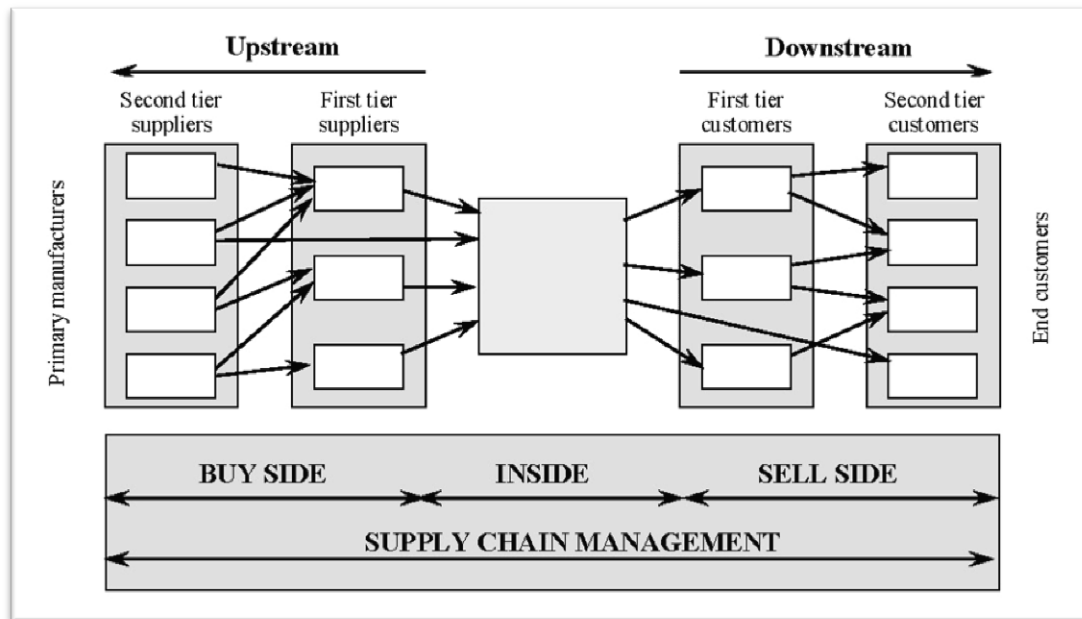 Upstream
Downstream
Second tier
suppliers
First tier
suppliers
First tier
customers
Second tier
customers
Primary manufacturers
End customers
BUY SIDE
INSIDE
SELL SIDE
SUPPLY CHAIN MANAGEMENT